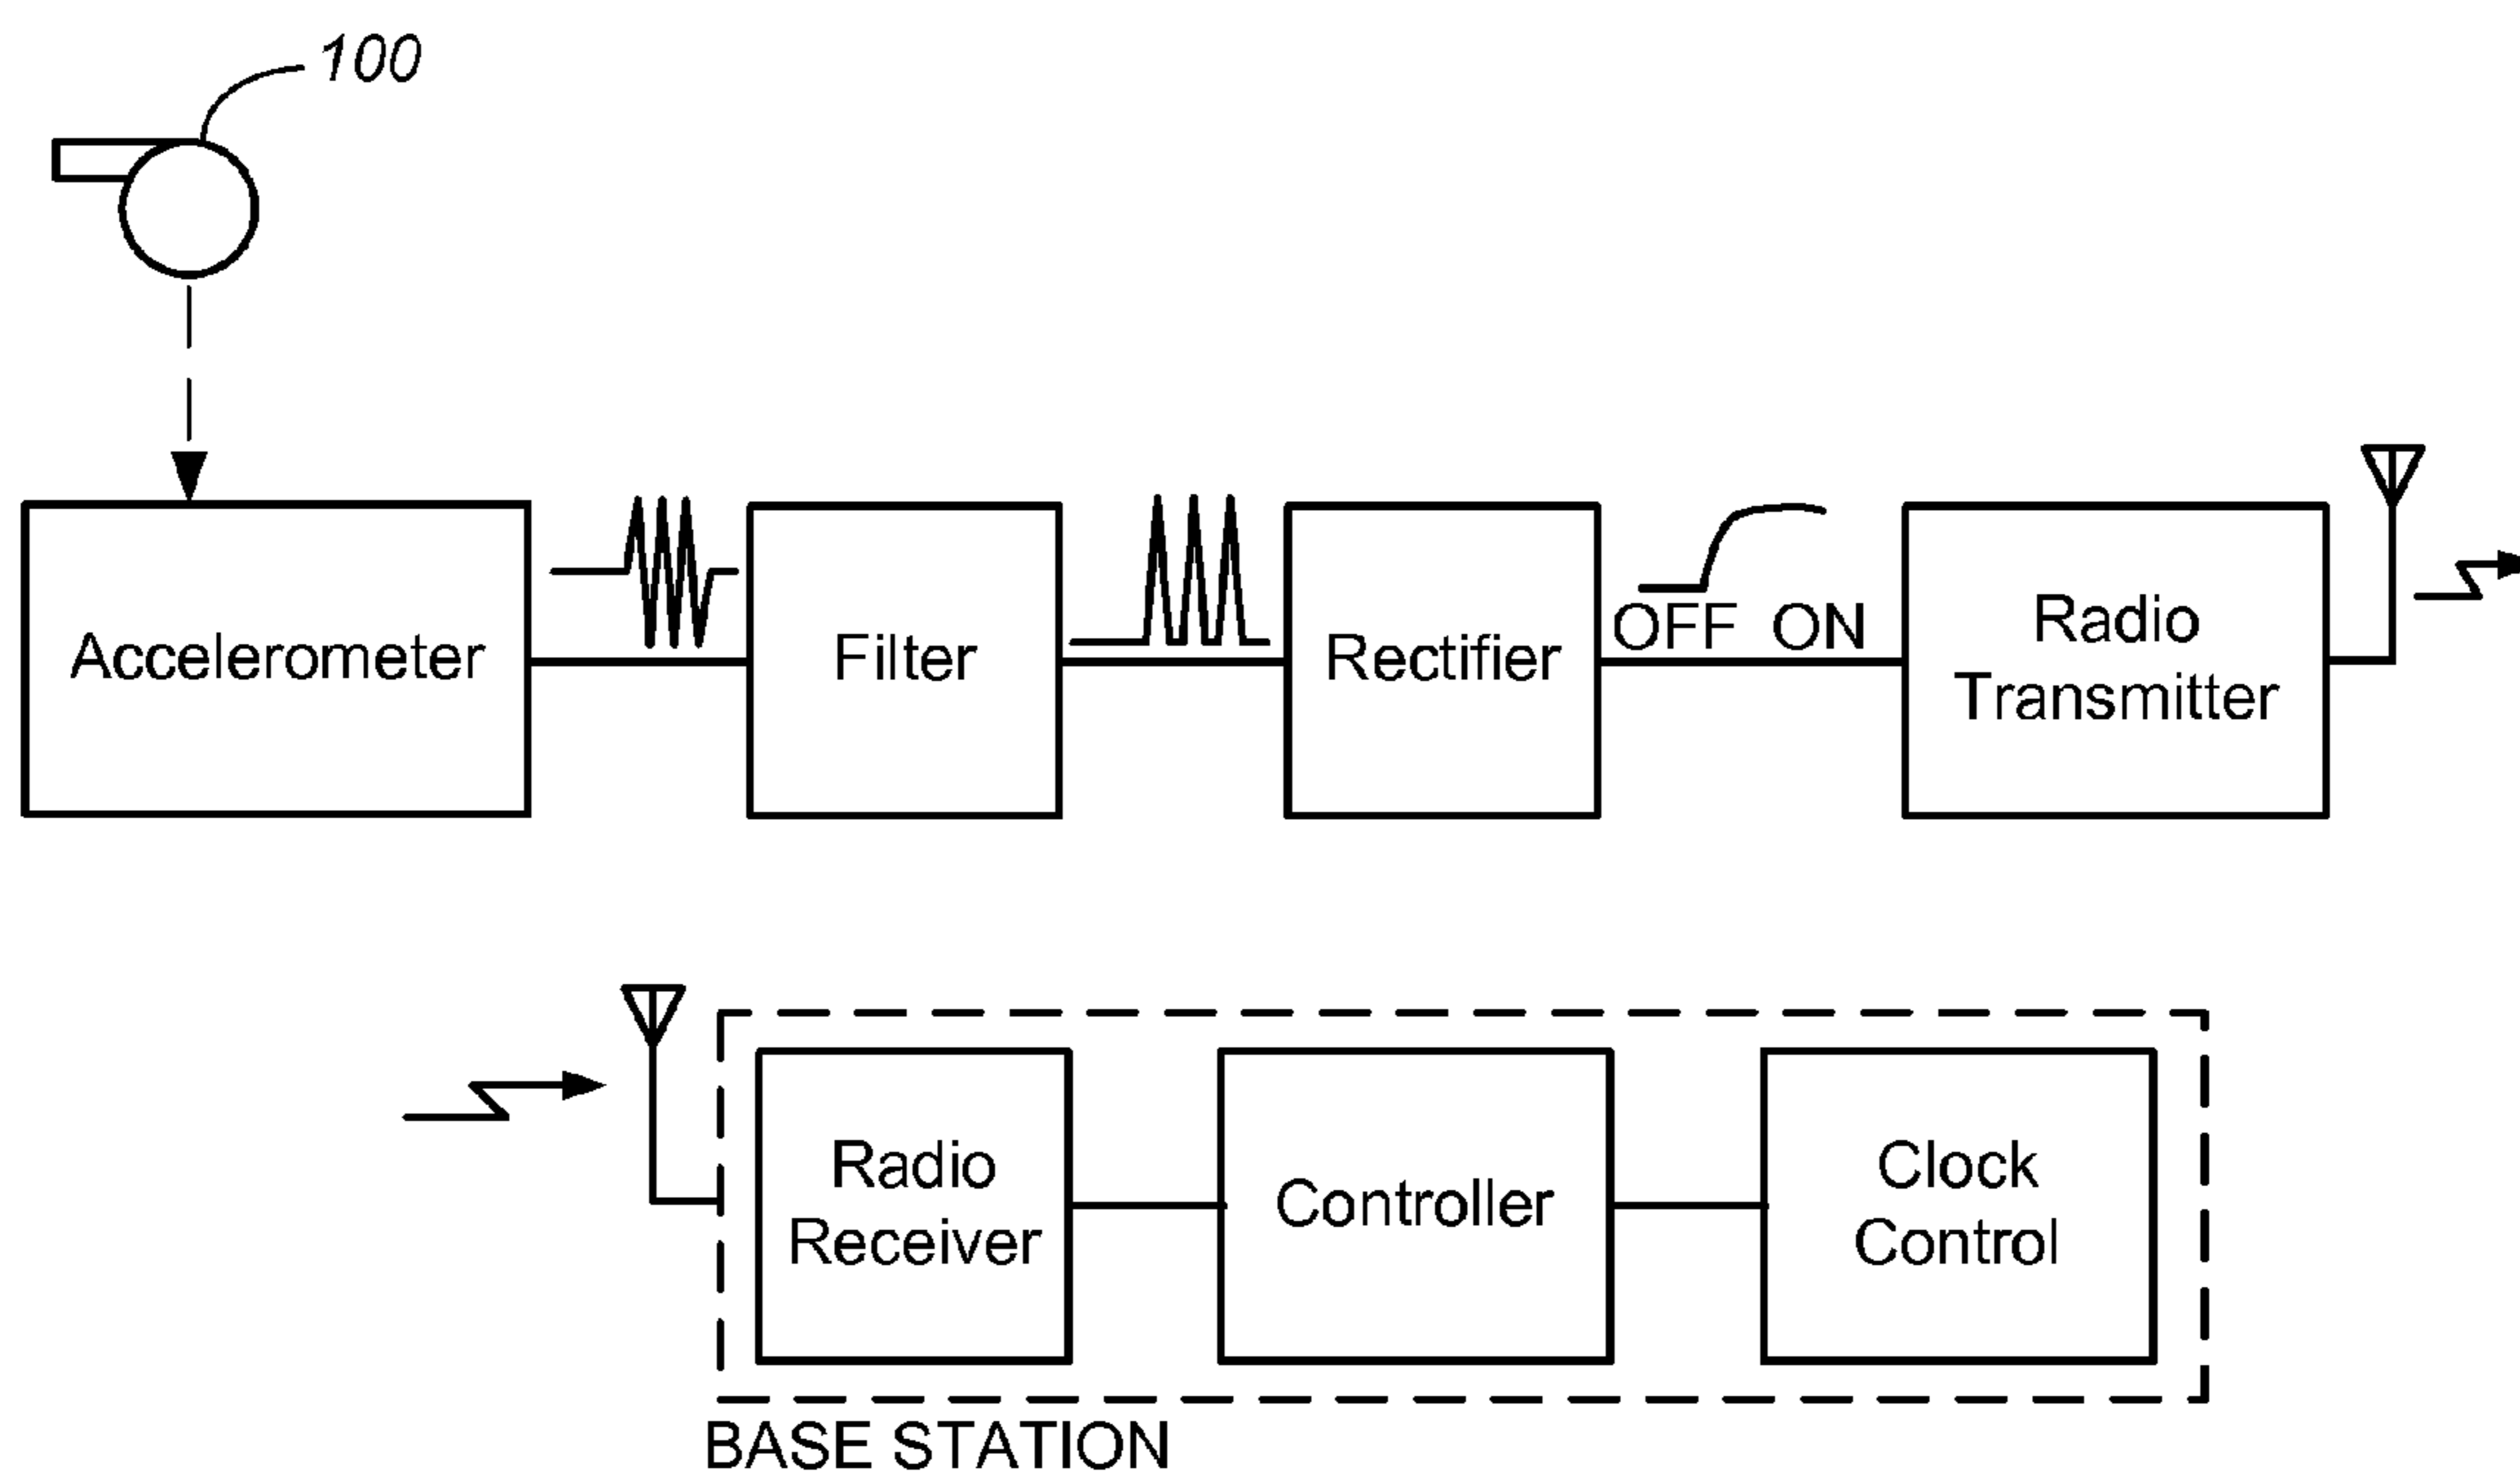 100
Accelerometer
Filter
Rectifier
OFF ON
Radio
Transmitter
Radio
Receiver
Controller
Clock
Control
BASE STATION